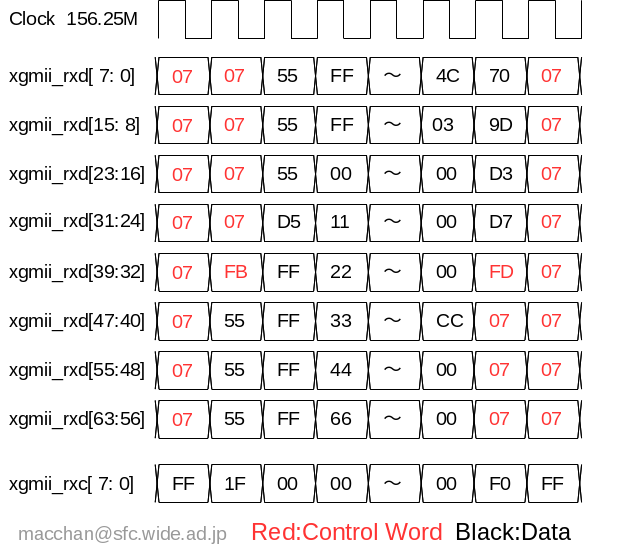 Clock 156.25M
xgmii_rxd[ 7: 0] 07 07 55 FF ～ 4C 70 07
xgmii_rxd[15: 8] 07 07 55 FF ～ 03 9D 07
xgmii_rxd[23:16] 07 07 55 00 ～ 00 D3 07
xgmii_rxd[31:24] 07 07 D5 11 ～ 00 D7 07
xgmii_rxd[39:32] 07 FB FF 22 ～ 00 FD 07
xgmii_rxd[47:40] 07 55 FF 33 ～ CC 07 07
xgmii_rxd[55:48] 07 55 FF 44 ～ 00 07 07
xgmii_rxd[63:56] 07 55 FF 66 ～ 00 07 07
xgmii_rxc[ 7: 0] FF 1F 00 00 ～ 00 F0 FF
macchan@sfc.wide.ad.jp Red:Control Word Black:Data